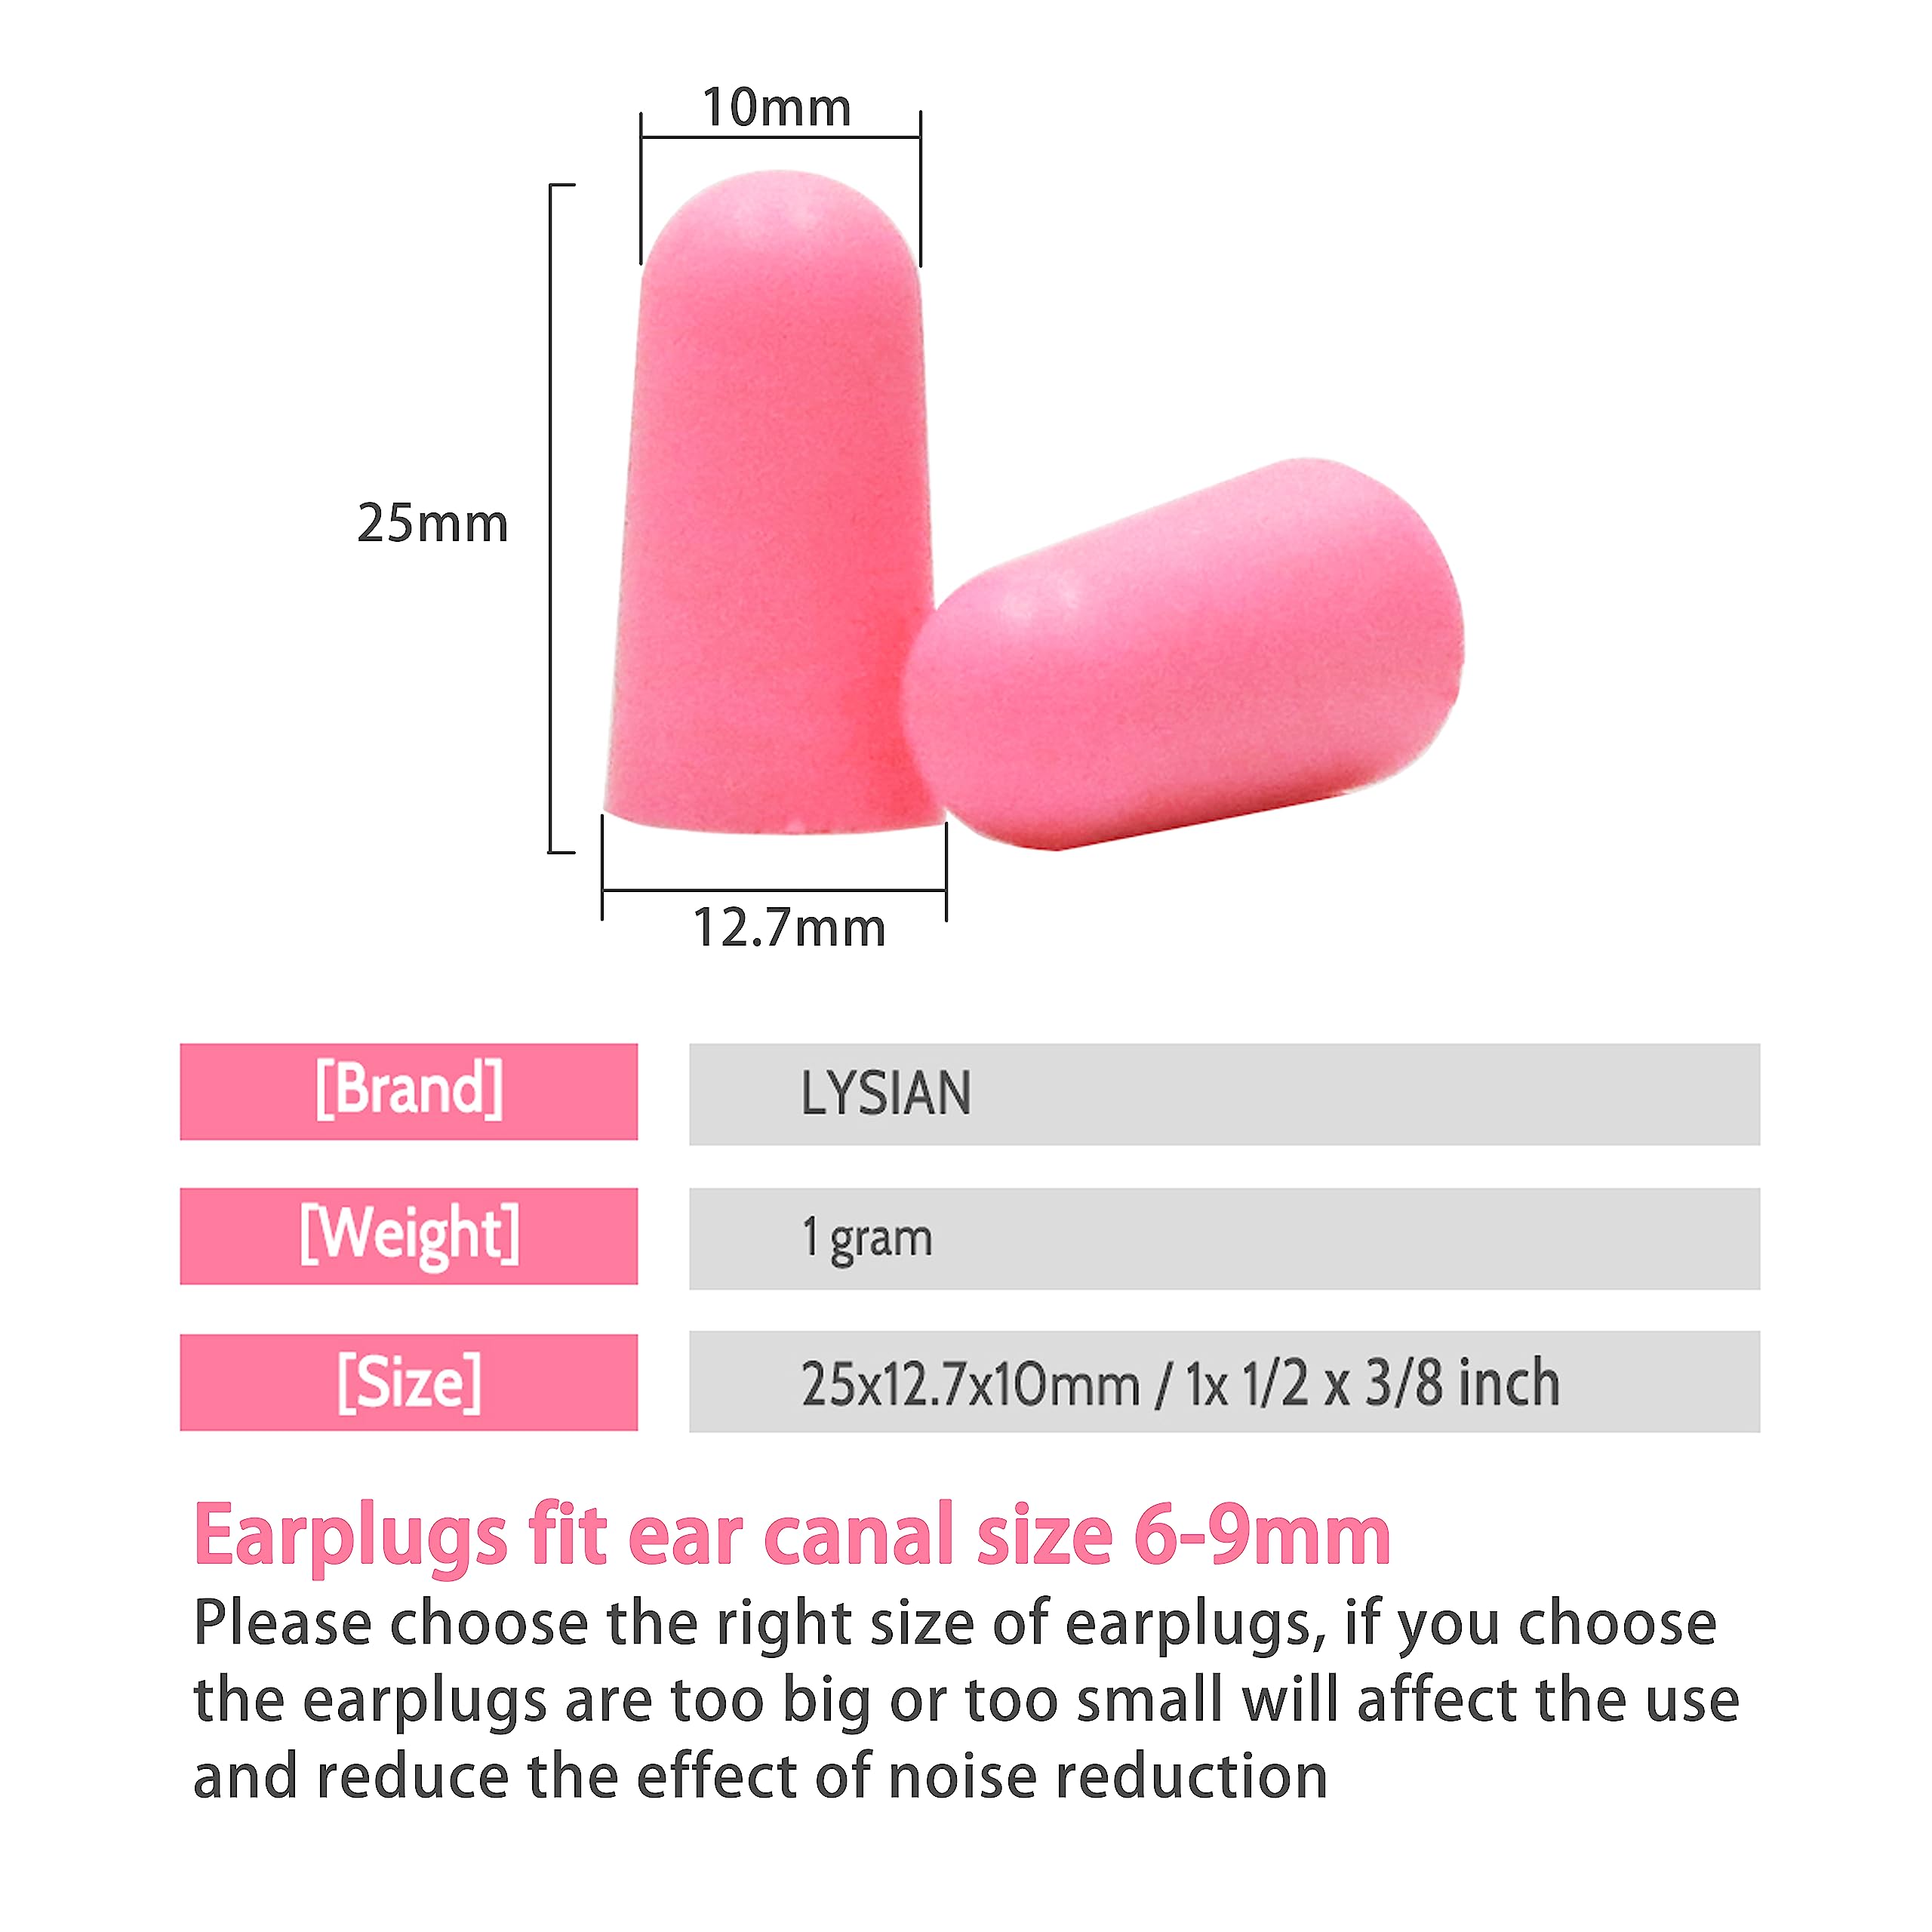 10mm
25mm
12.7mm
[Brand] LYSIAN
[Weight] 1 gram
[Size] 25x12.7x10mm / 1x 1/2 x 3/8 inch
Earplugs fit ear canal size 6-9mm
Please choose the right size of earplugs, if you choose
the earplugs are too big or too small will affect the use
and reduce the effect of noise reduction